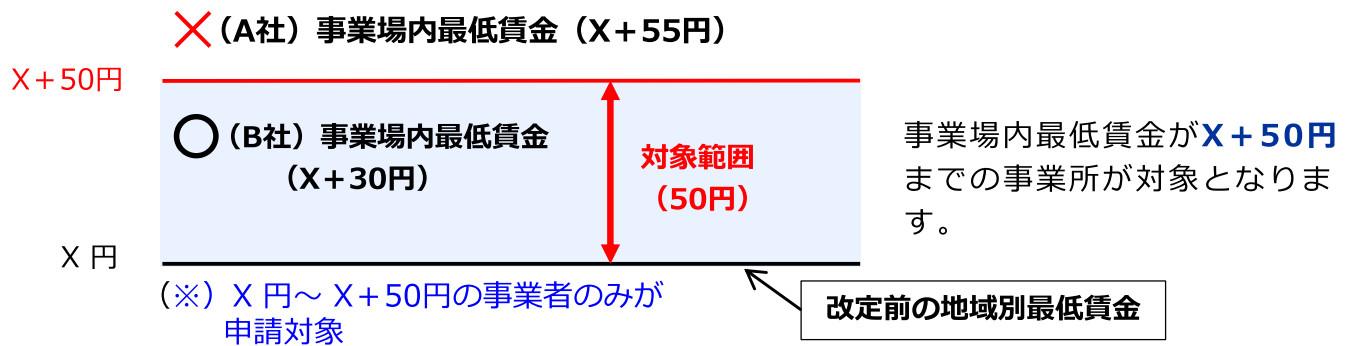 (A社）事業場内最低賃金（X＋55円）
X＋50円
（B社）事業場内最低賃金
（X＋30円）
対象範囲
（50円）
事業場内最低賃金がX＋50円
までの事業所が対象となりま
す。
X 円
（※）X 円～ X＋50円の事業者のみが
申請対象
改定前の地域別最低賃金